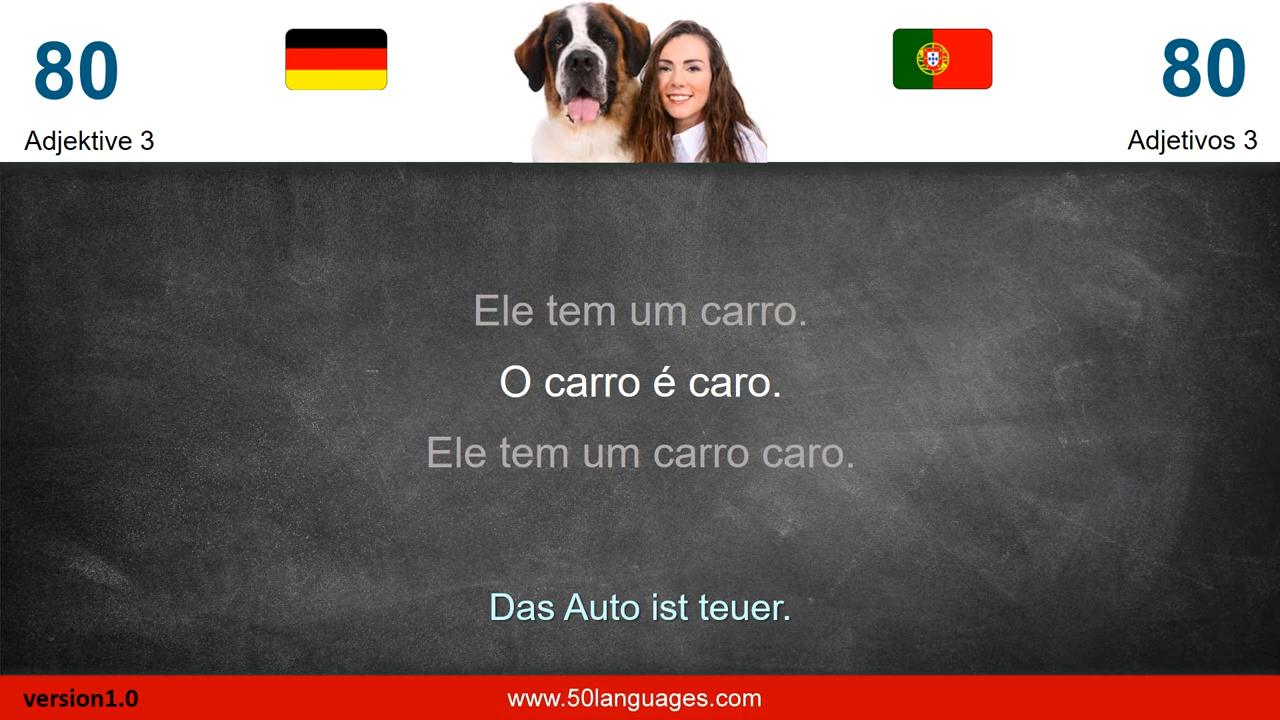 80
80
Adjektive 3
Adjetivos 3
Ele tem um carro.
O carro é caro.
Ele tem um carro caro.
Das Auto ist teuer.
version1.0
www.50languages.com